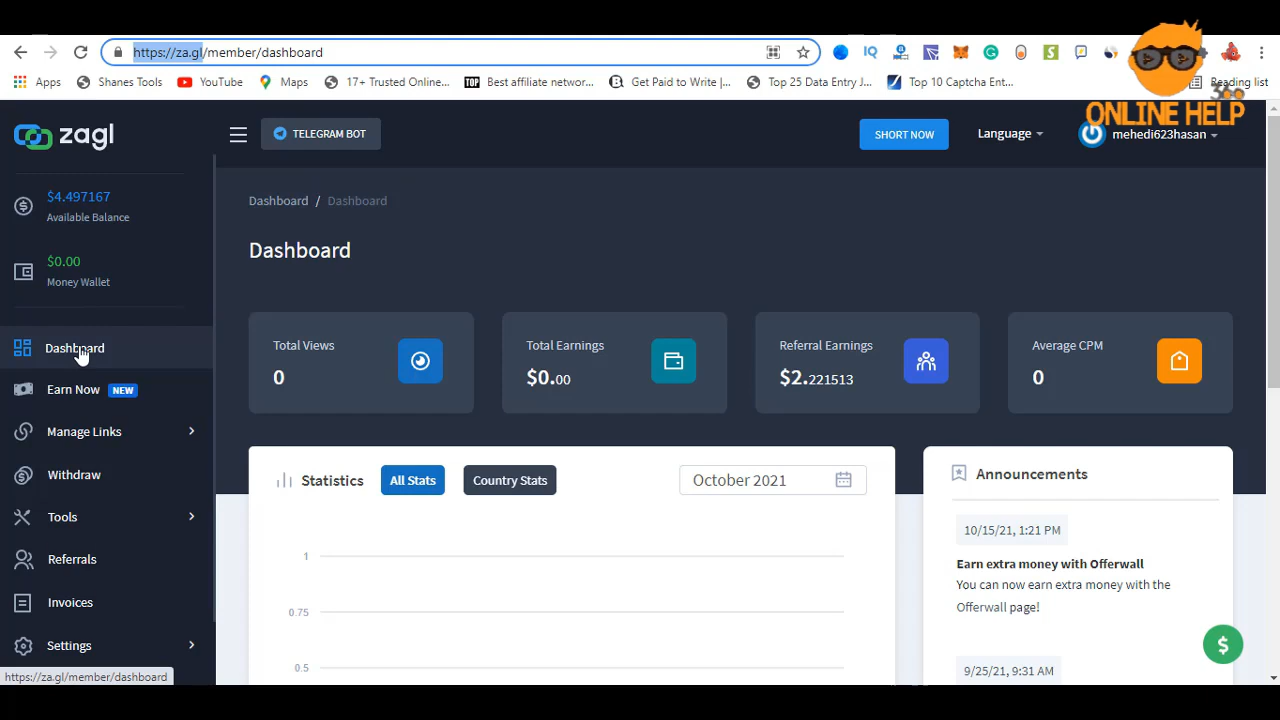 https://za.gl/member/dashboard
Apps
Shanes Tools
YouTube
Maps
17+ Trusted Online...
TOP
Best affiliate networ...
Get Paid to Write |...
Top 25 Data Entry J...
Top 10 Captcha Ent...
Reading list
360
ONLINE HELP
zagl
TELEGRAM BOT
SHORT NOW
Language
mehedi623hasan
$4.497167
Available Balance
$0.00
Money Wallet
Dashboard
Earn Now NEW
Manage Links
Withdraw
Tools
Referrals
Invoices
Settings
https://za.gl/member/dashboard
Dashboard / Dashboard
Dashboard
Total Views
0
Total Earnings
$0.00
Referral Earnings
$2.221513
Average CPM
0
Statistics
All Stats
Country Stats
October 2021
1
0.75
0.5
Announcements
10/15/21, 1:21 PM
Earn extra money with Offerwall
You can now earn extra money with the
Offerwall page!
9/25/21, 9:31 AM